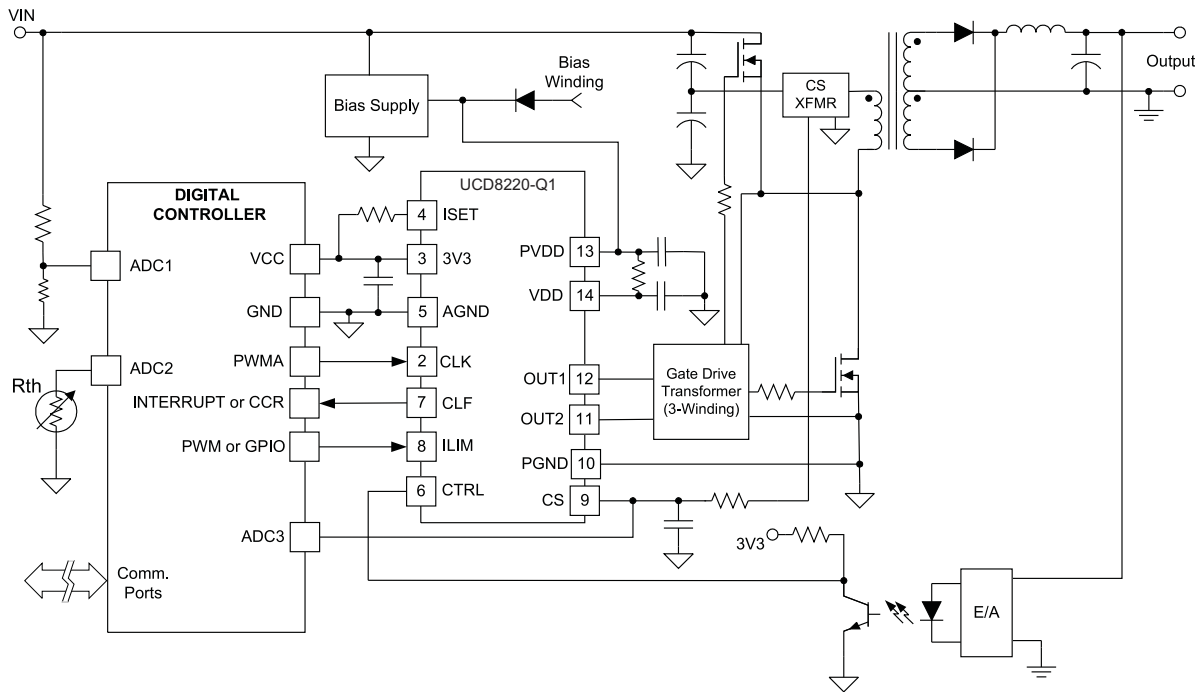 VIN
Bias Supply
Bias
Winding
CS
XFMR
Output
DIGITAL
CONTROLLER
UCD8220-Q1
ADC1
VCC
GND
ADC2
Rth
PWMA
INTERRUPT or CCR
PWM or GPIO
ADC3
Comm.
Ports
4 ISET
3 3V3
5 AGND
2 CLK
7 CLF
8 ILIM
6 CTRL
PVDD 13
VDD 14
OUT1 12
OUT2 11
PGND 10
CS 9
Gate Drive
Transformer
(3-Winding)
3V3
E/A